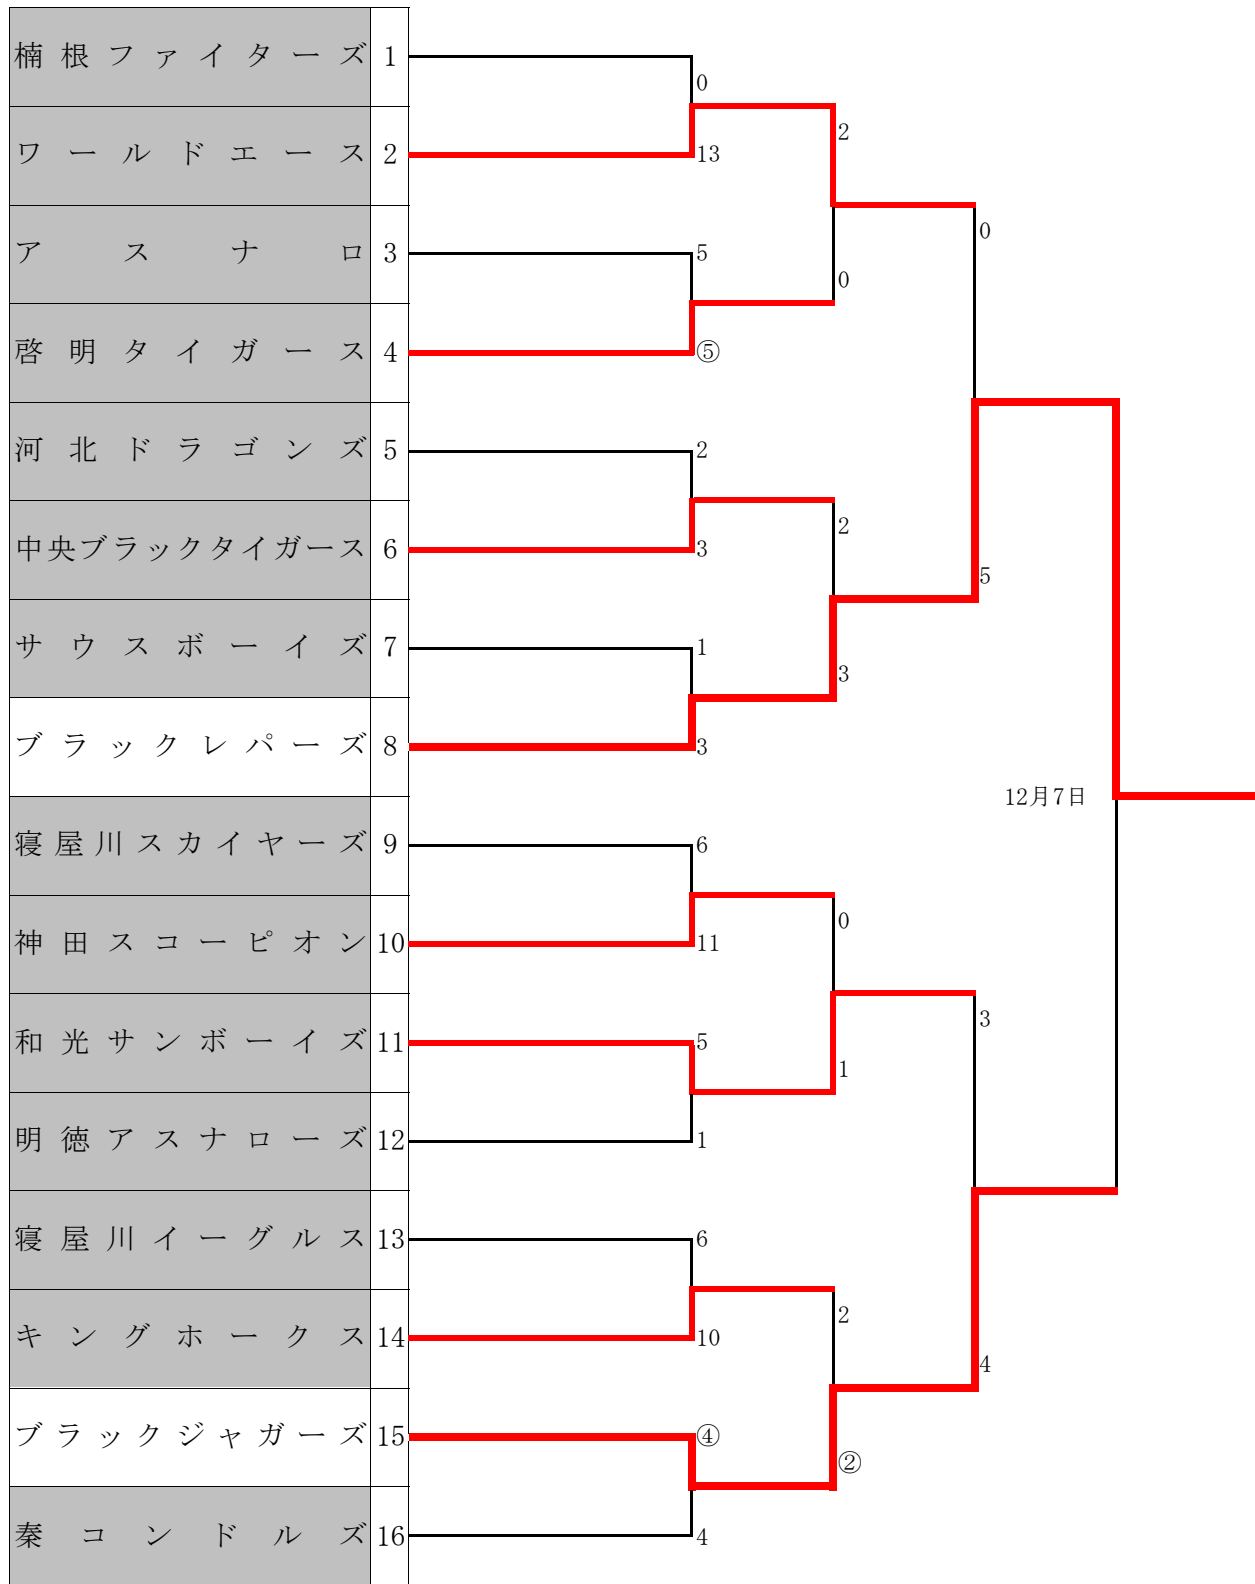 楠根ファイターズ 1
0
2
ワールドエース 2
13
0
アスナロ 3
5
0
啓明タイガース 4
⑤
河北ドラゴンズ 5
2
2
中央ブラックタイガース 6
3
5
サウスボーイズ 7
1
3
ブラックレパーズ 8
3
12月7日
寝屋川スカイヤーズ 9
6
0
神田スコーピオン 10
11
3
和光サンボーイズ 11
5
1
明徳アスナローズ 12
1
寝屋川イーグルス 13
6
2
キングホークス 14
10
4
ブラックジャガーズ 15
④
②
秦コンドルズ 16
4